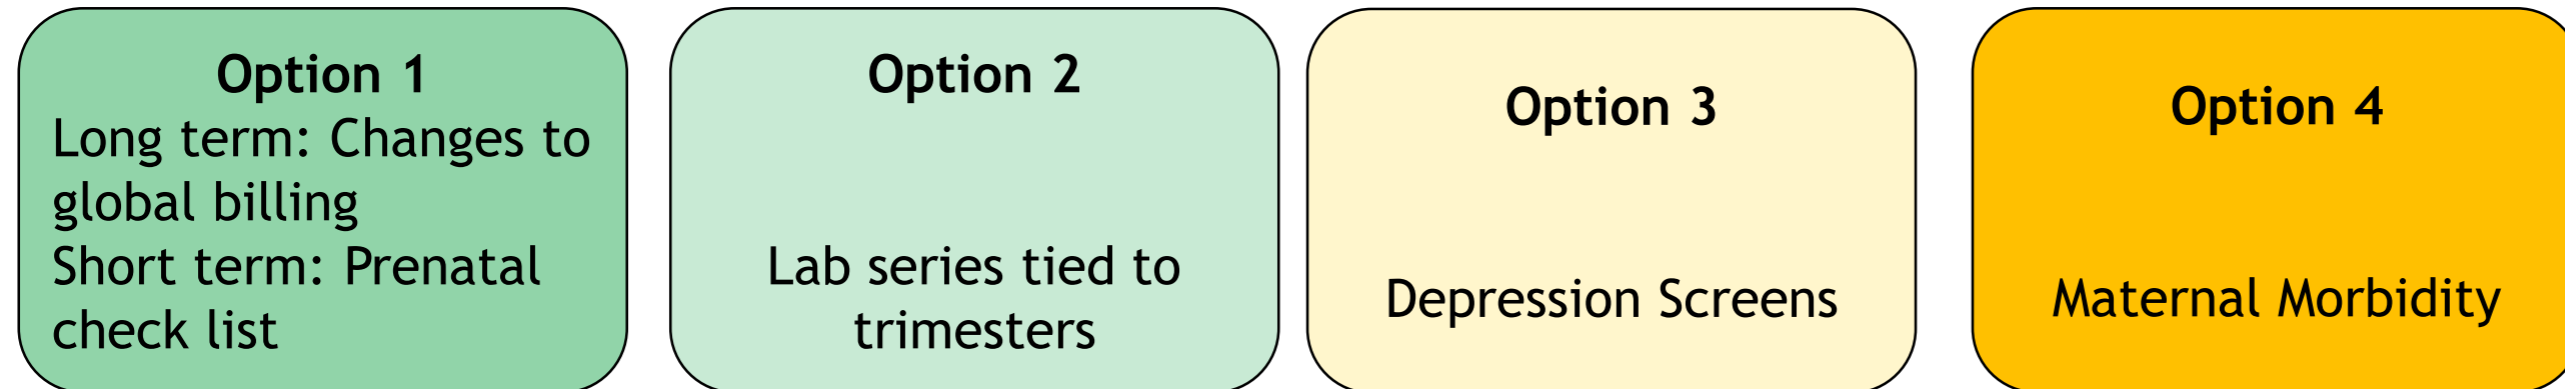 Option 1
Long term: Changes to
global billing
Short term: Prenatal
check list
Option 2
Lab series tied to
trimesters
Option 3
Depression Screens
Option 4
Maternal Morbidity